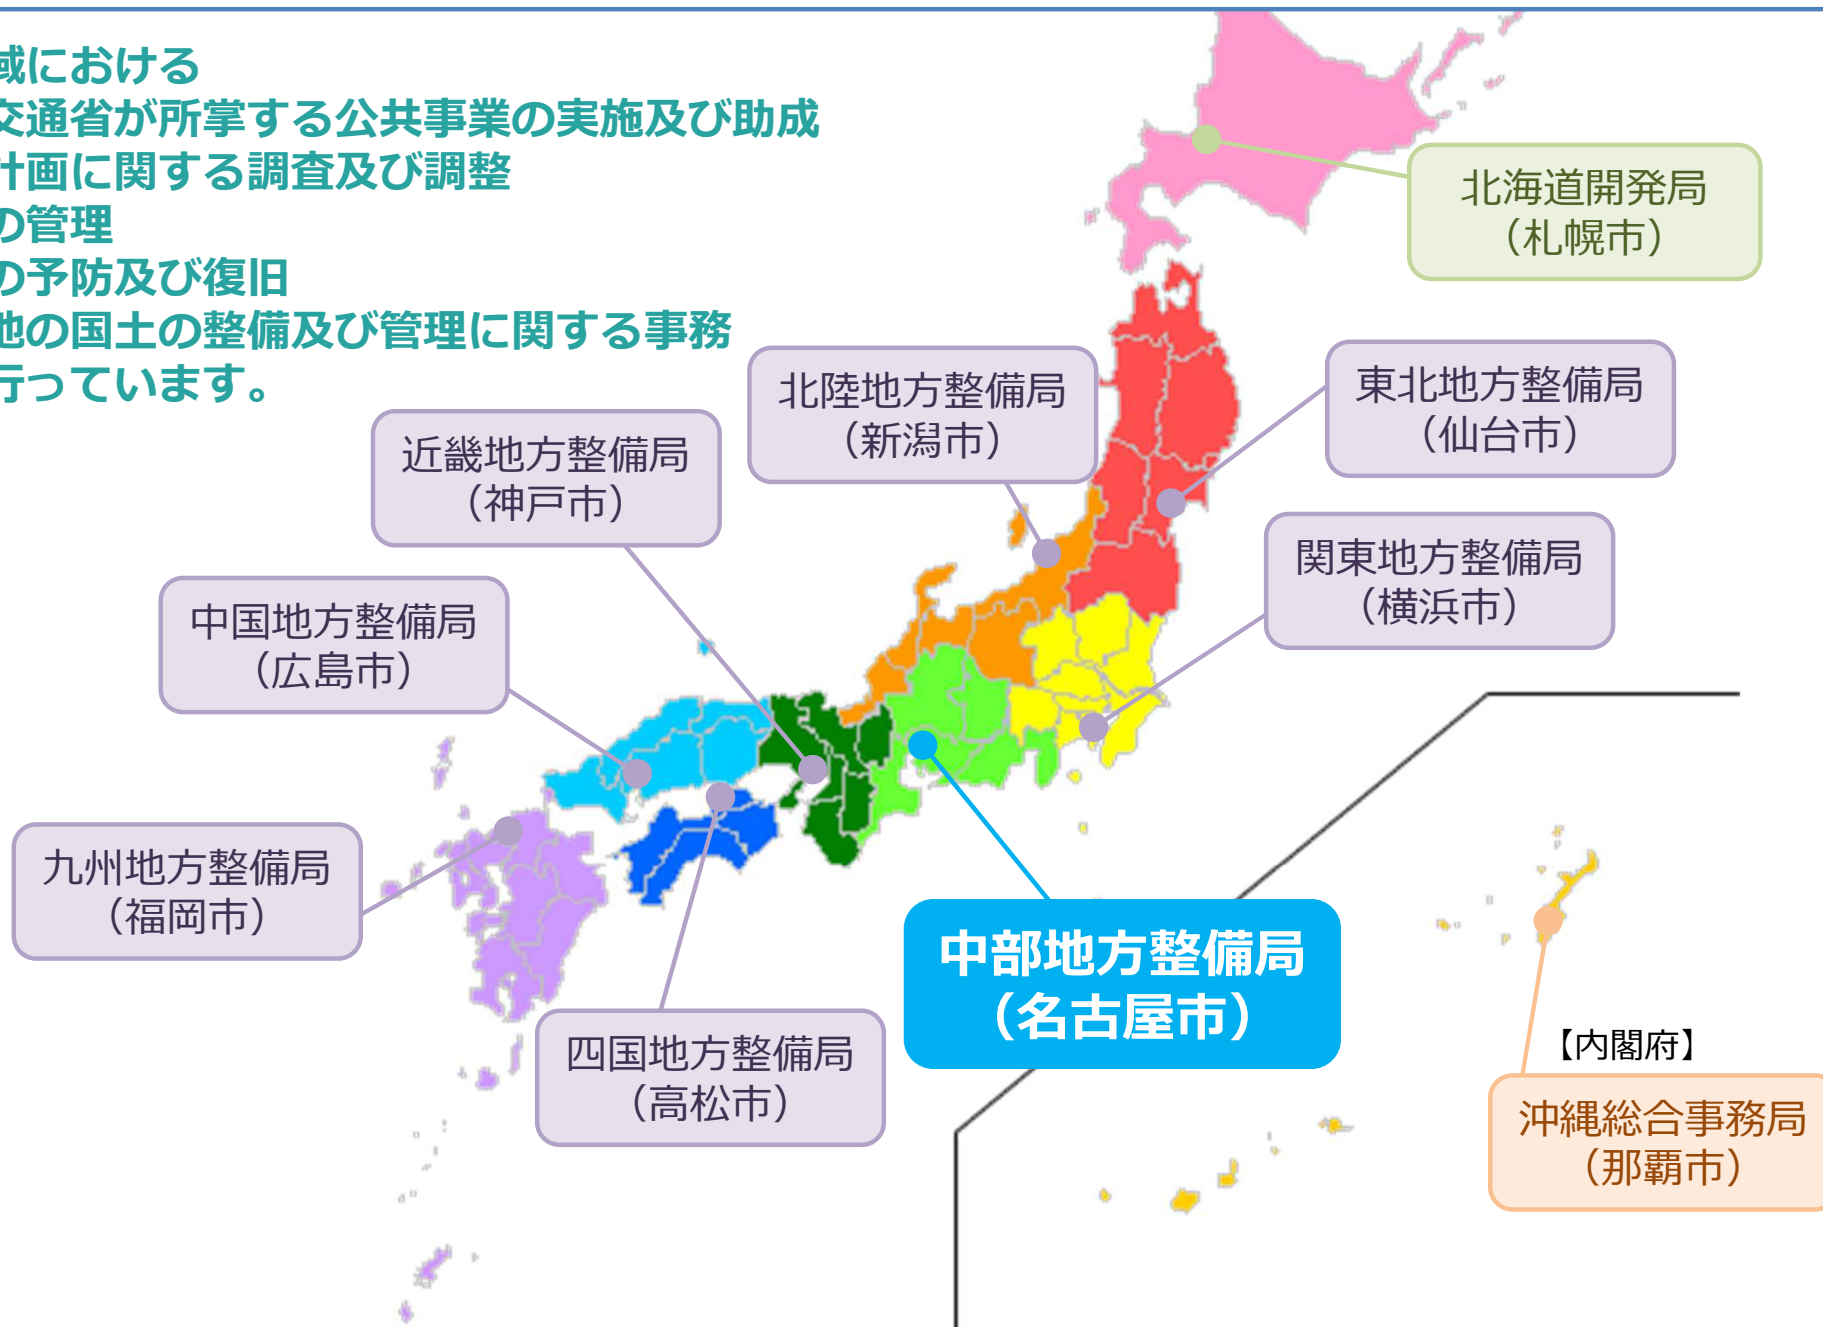 域における
交通省が所掌する公共事業の実施及び助成
計画に関する調査及び調整
の管理
の予防及び復旧
他の国土の整備及び管理に関する事務
行っています。
北海道開発局
（札幌市）
東北地方整備局
（仙台市）
北陸地方整備局
（新潟市）
近畿地方整備局
（神戸市）
関東地方整備局
（横浜市）
中国地方整備局
（広島市）
九州地方整備局
（福岡市）
中部地方整備局
（名古屋市）
四国地方整備局
（高松市）
【内閣府】
沖縄総合事務局
（那覇市）